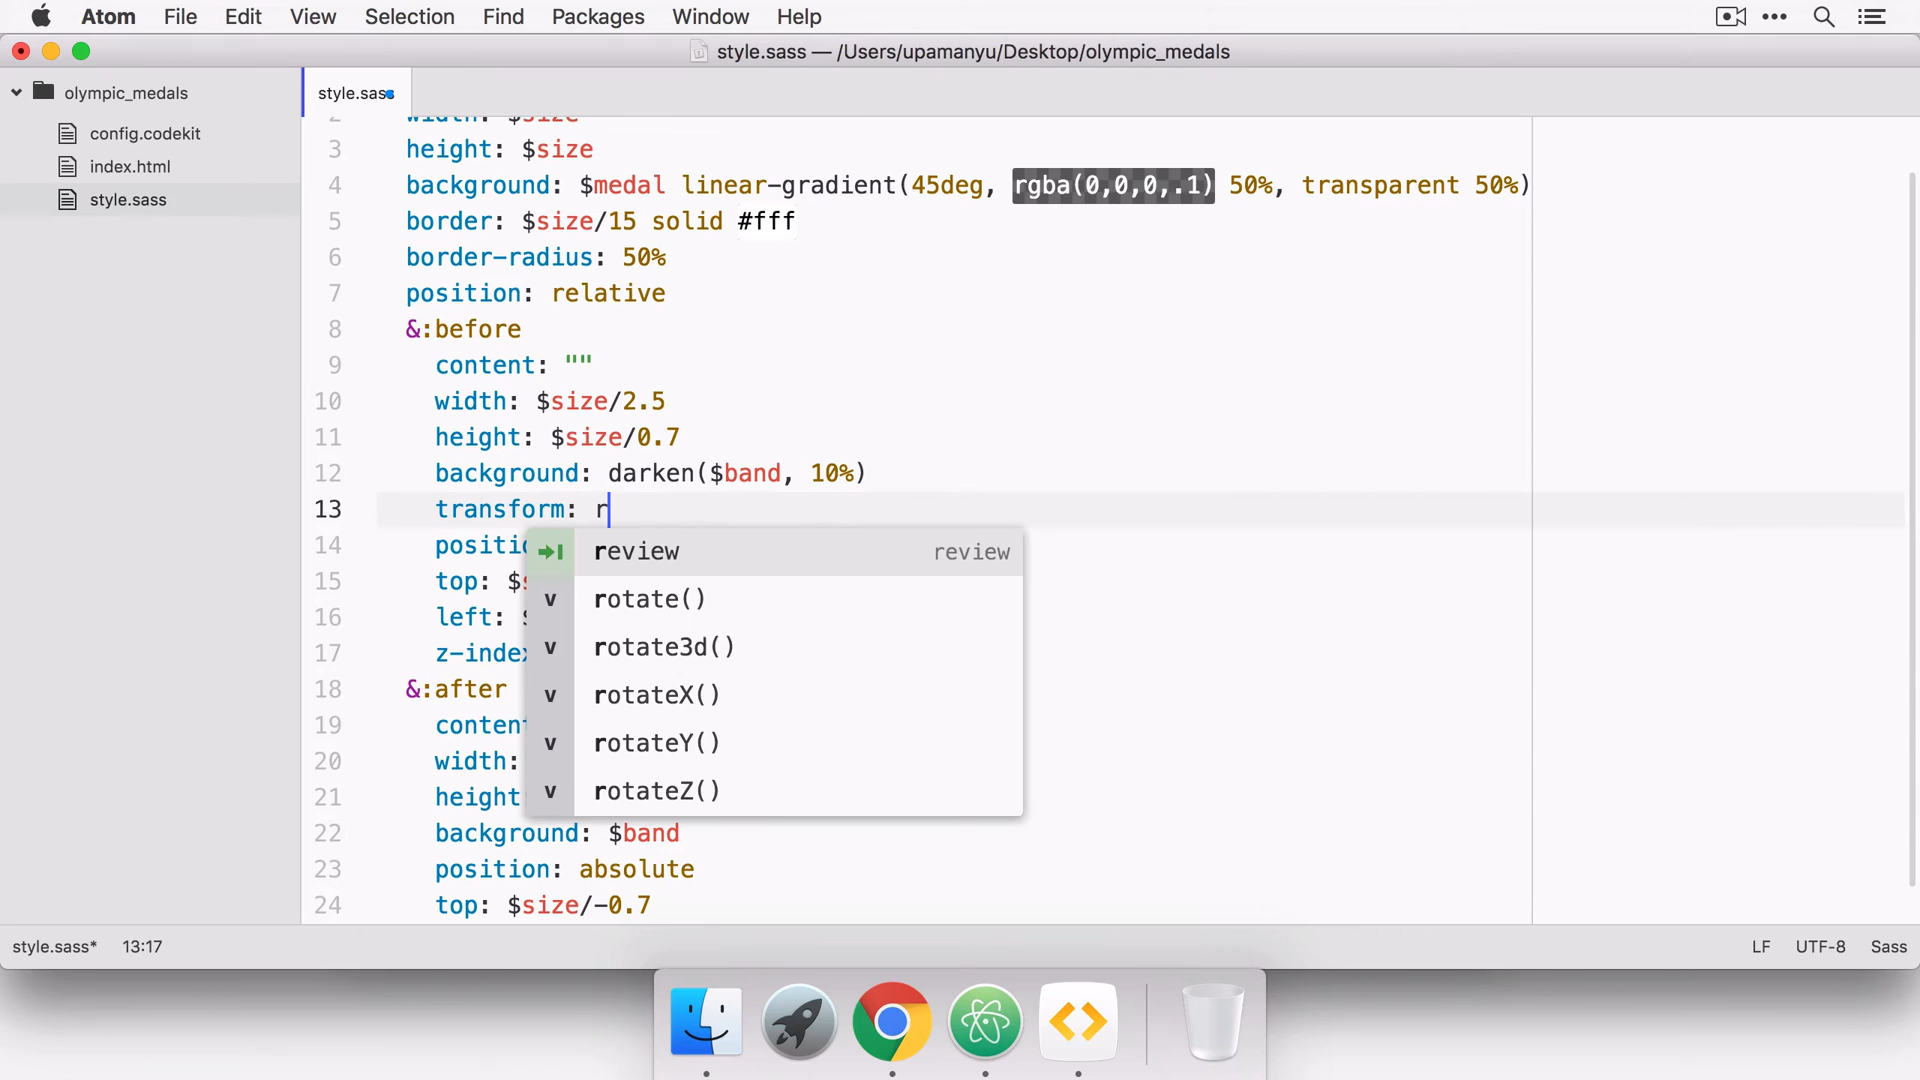 Atom File Edit View Selection Find Packages Window Help
style.sass — /Users/upamanyu/Desktop/olympic_medals
olympic_medals
config.codekit
index.html
style.sass
style.sass
2 width: $size
3 height: $size
4 background: $medal linear-gradient(45deg, rgba(0,0,0,.1) 50%, transparent 50%)
5 border: $size/15 solid #fff
6 border-radius: 50%
7 position: relative
8 &:before
9 content: ""
10 width: $size/2.5
11 height: $size/0.7
12 background: darken($band, 10%)
13 transform: r
14 positio
15 top: $s
16 left: $
17 z-index
18 &:after
19 content
20 width:
21 height
22 background: $band
23 position: absolute
24 top: $size/-0.7
review review
v rotate()
v rotate3d()
v rotateX()
v rotateY()
v rotateZ()
style.sass* 13:17 LF UTF-8 Sass